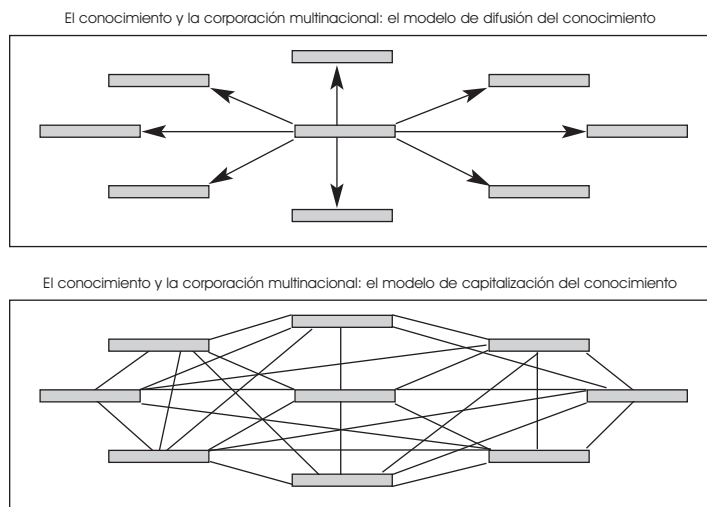 El conocimiento y la corporación multinacional: el modelo de difusión del conocimiento
El conocimiento y la corporación multinacional: el modelo de capitalización del conocimiento